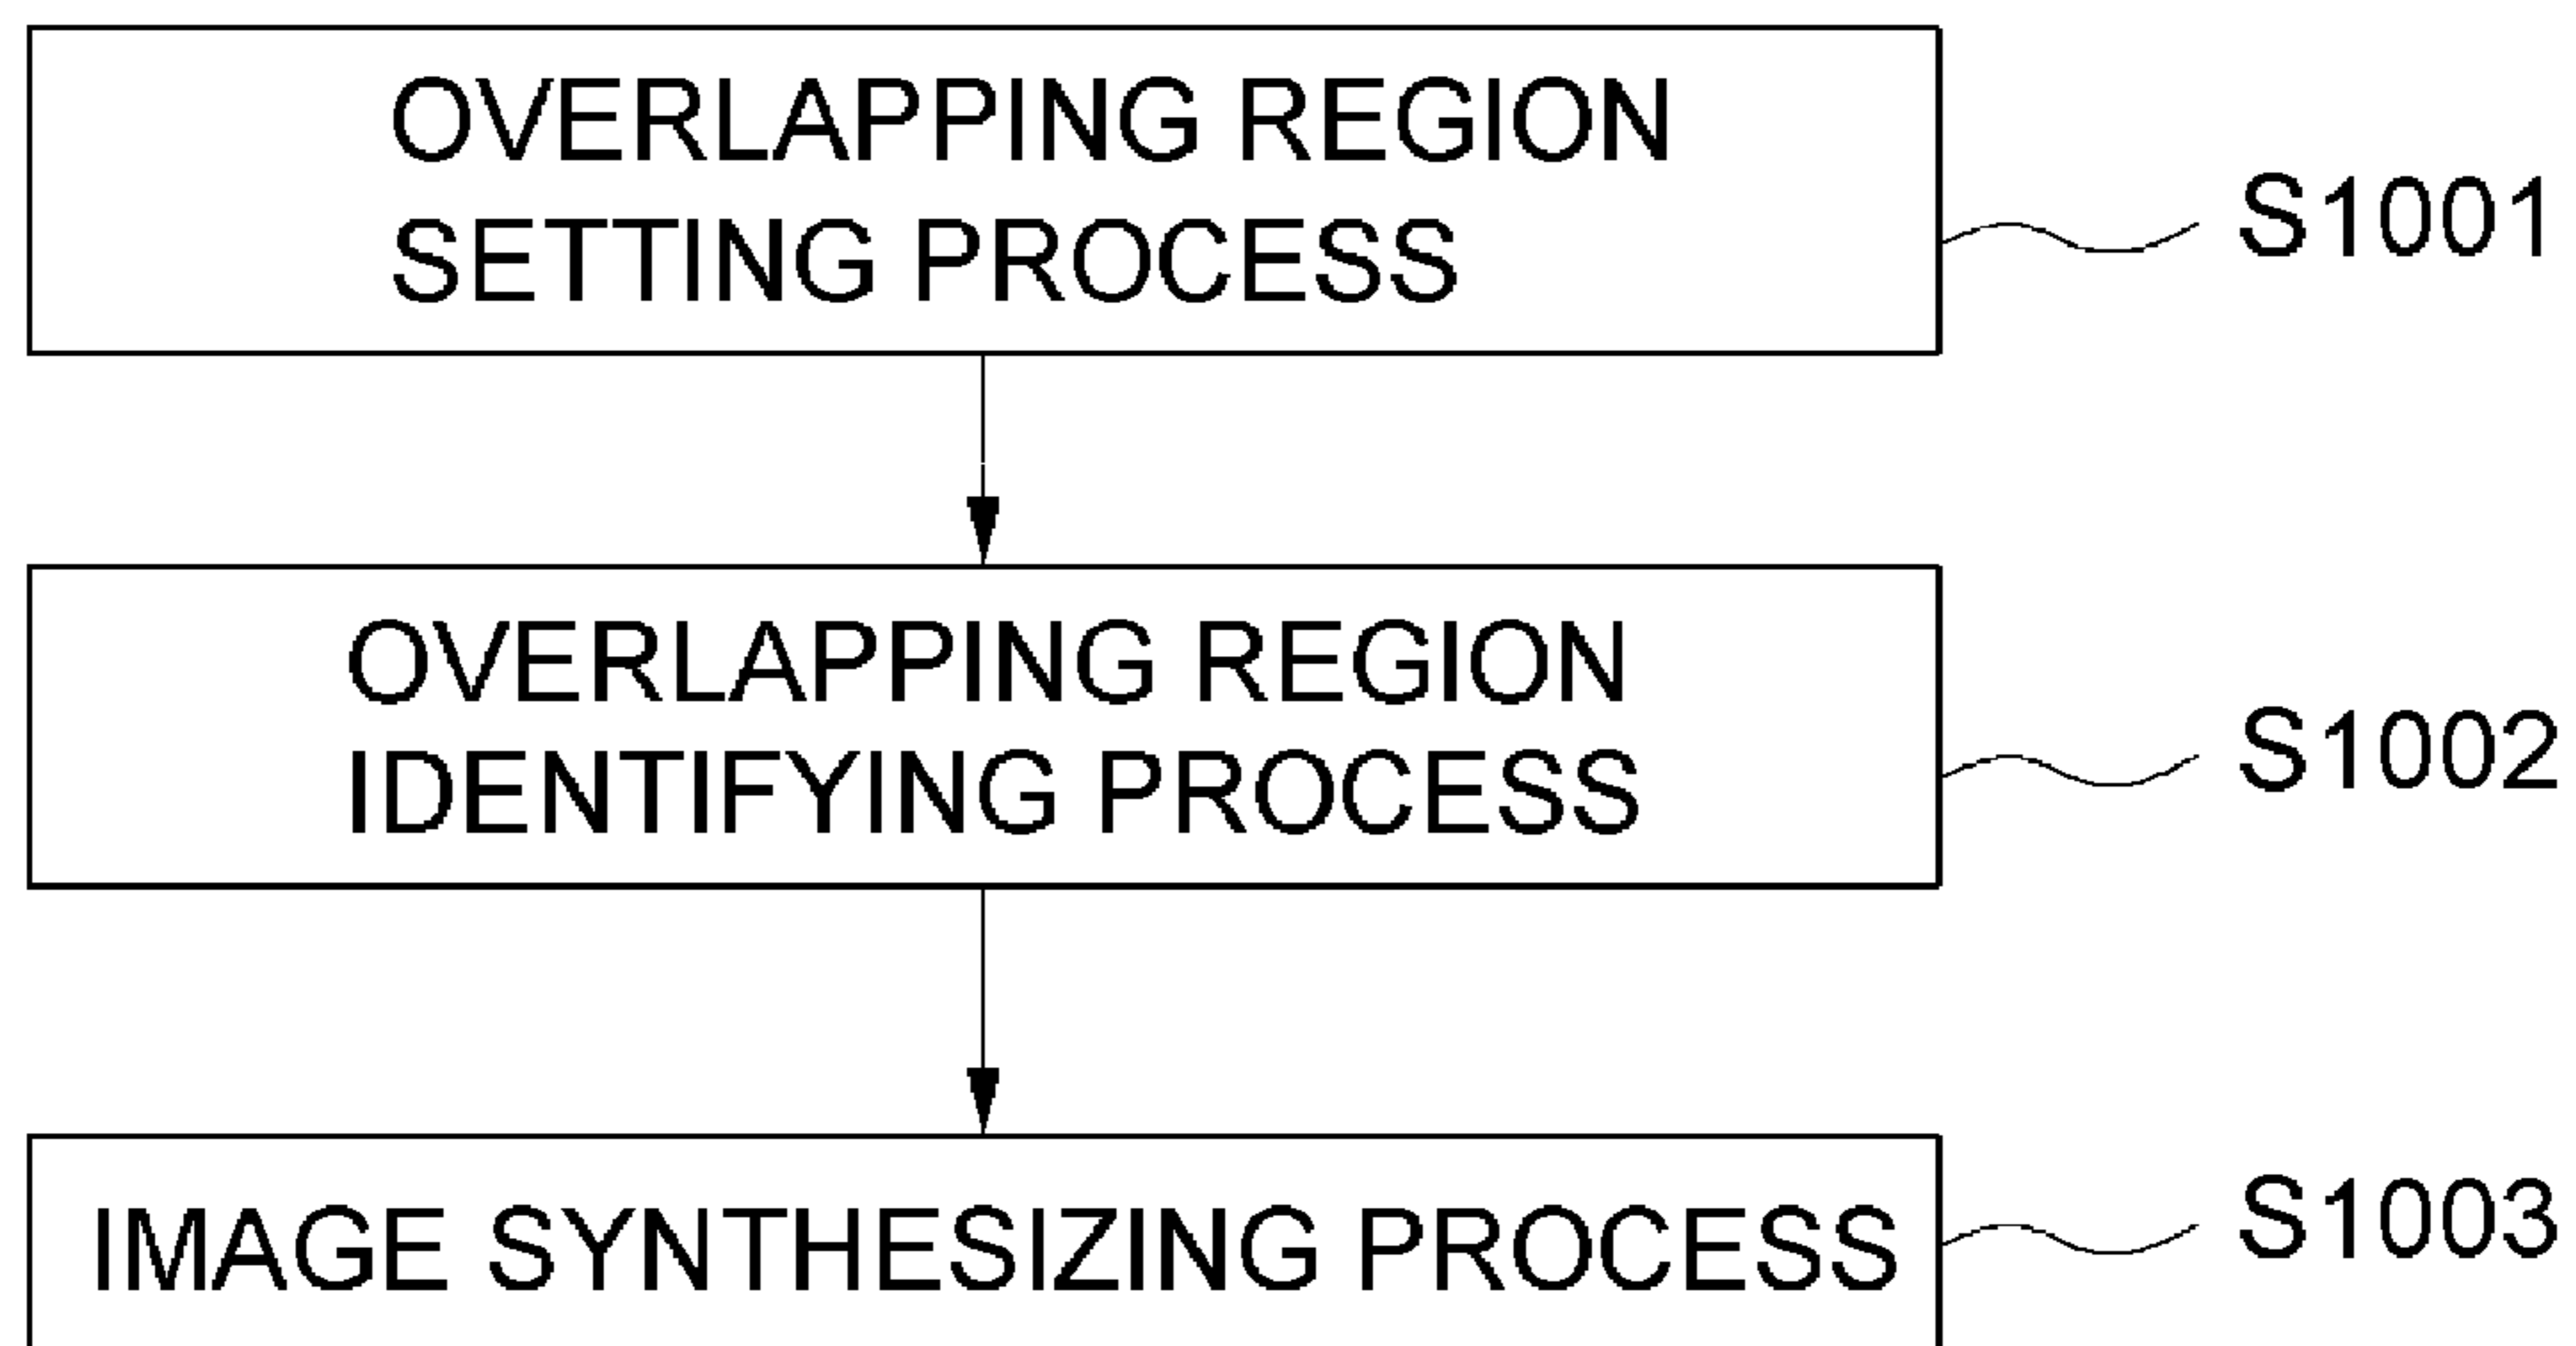 OVERLAPPING REGION
SETTING PROCESS
S1001
OVERLAPPING REGION
IDENTIFYING PROCESS
S1002
IMAGE SYNTHESIZING PROCESS
S1003